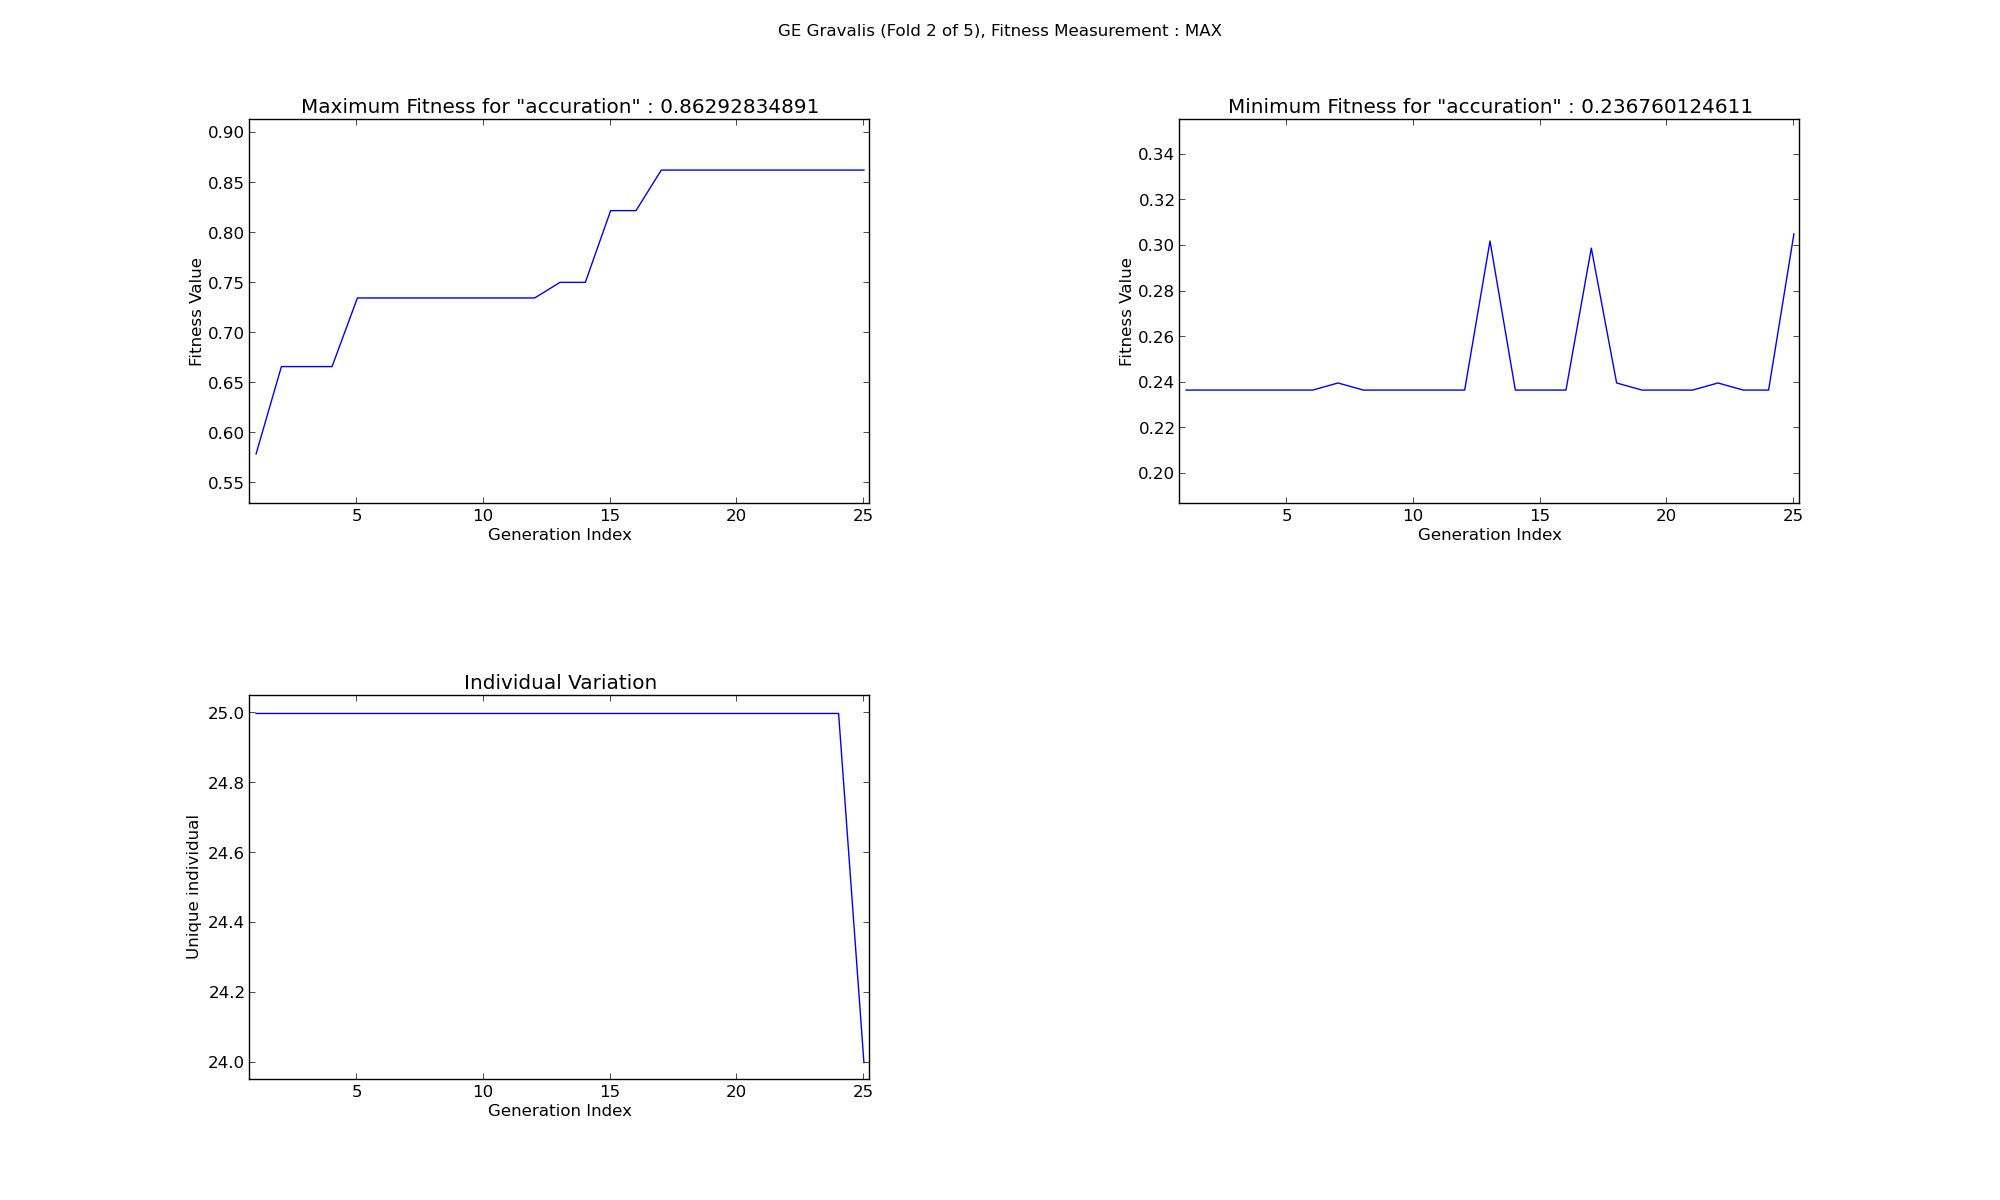 GE Gravalis (Fold 2 of 5), Fitness Measurement : MAX
Maximum Fitness for "accuration" : 0.86292834891
0.90
0.85
0.80
0.75
0.70
0.65
0.60
0.55
Fitness Value
5 10 15 20 25
Generation Index
Minimum Fitness for "accuration" : 0.236760124611
0.34
0.32
0.30
0.28
0.26
0.24
0.22
0.20
Fitness Value
5 10 15 20 25
Generation Index
Individual Variation
25.0
24.8
24.6
24.4
24.2
24.0
Unique individual
5 10 15 20 25
Generation Index